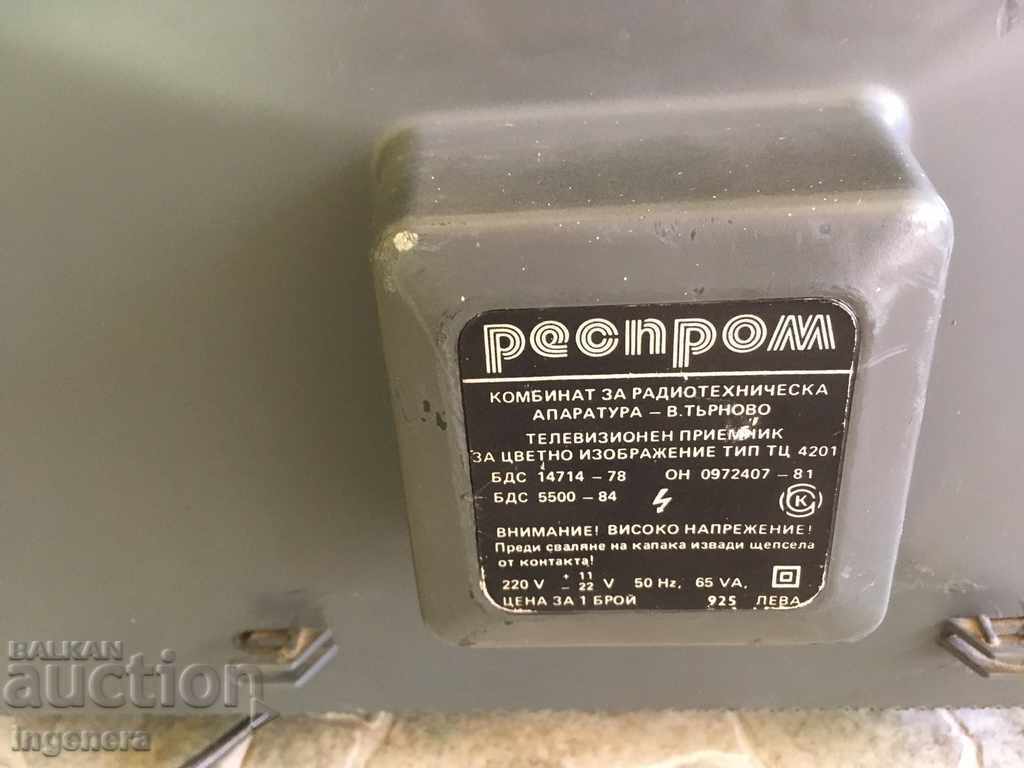 респром
КОМБИНАТ ЗА РАДИОТЕХНИЧЕСКА
АПАРАТУРА – В.ТЪРНОВО
ТЕЛЕВИЗИОНЕН ПРИЕМНИК
ЗА ЦВЕТНО ИЗОБРАЖЕНИЕ ТИП ТЦ 4201
БДС 14714 – 78 ОН 0972407 – 81
БДС 5500 – 84 К
ВНИМАНИЕ! ВИСОКО НАПРЕЖЕНИЕ!
Преди сваляне на капака извади щепсела
от контакта!
220 V + 11 – 22 V 50 Hz, 65 VA,
ЦЕНА ЗА 1 БРОЙ 925 ЛЕВА
BALKAN
auction
ingenera